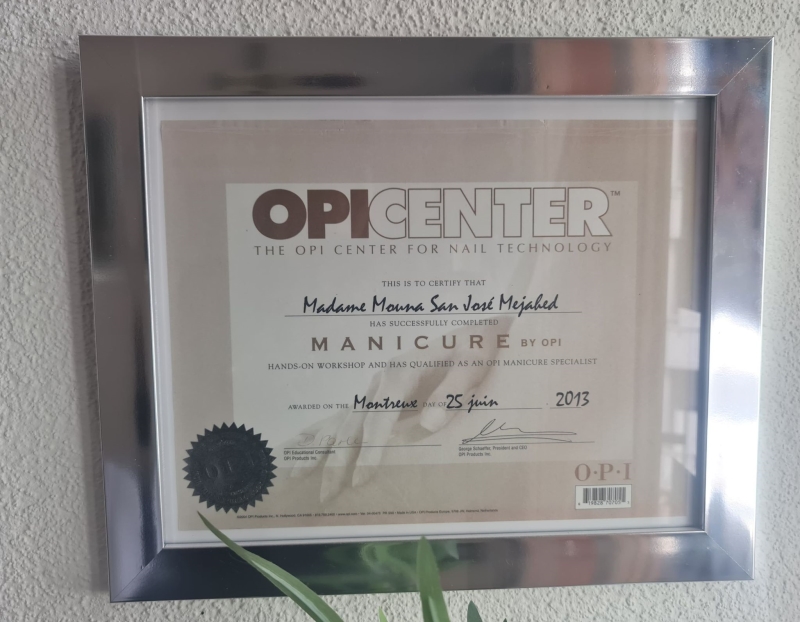 OPICENTER™
THE OPI CENTER FOR NAIL TECHNOLOGY
THIS IS TO CERTIFY THAT
Madame Mouna San José Mejahed
HAS SUCCESSFULLY COMPLETED
MANICURE BY OPI
HANDS-ON WORKSHOP AND HAS QUALIFIED AS AN OPI MANICURE SPECIALIST
AWARDED ON THE Montreux DAY OF 25 juin 2013
OPI Educational Consultant
OPI Products Inc.
George Schaeffer, President and CEO
OPI Products Inc.
OPI
O·P·I